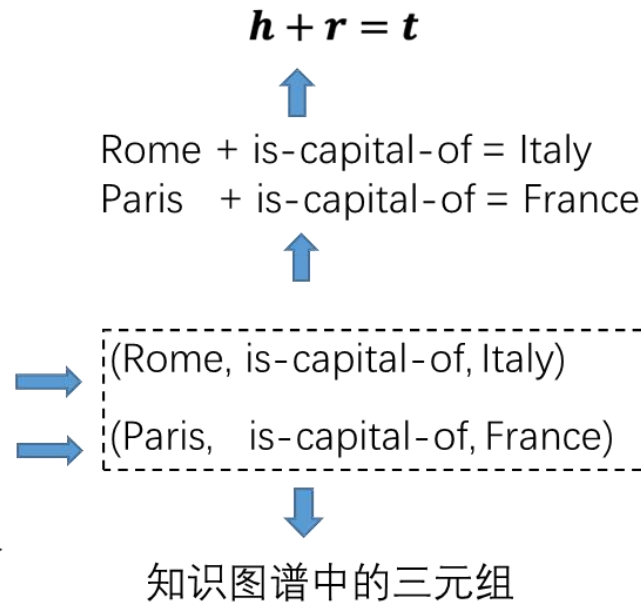 h + r = t
Rome + is-capital-of = Italy
Paris + is-capital-of = France
(Rome, is-capital-of, Italy)
(Paris, is-capital-of, France)
知识图谱中的三元组